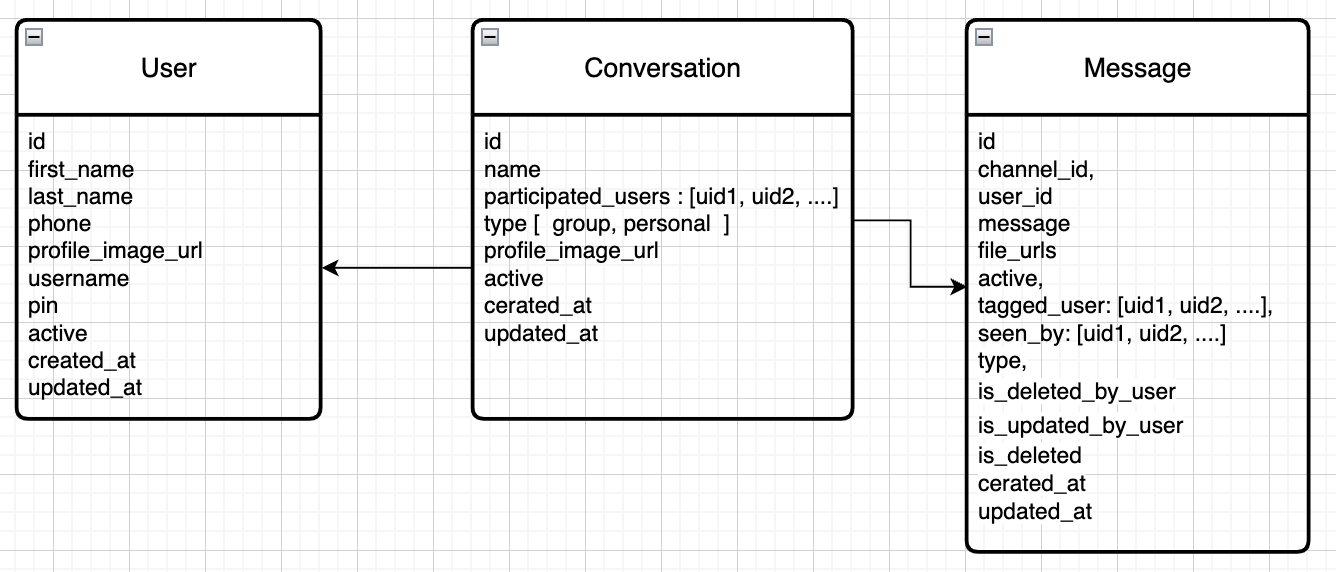 User
id
first_name
last_name
phone
profile_image_url
username
pin
active
created_at
updated_at
Conversation
id
name
participated_users : [uid1, uid2, ....]
type [  group, personal  ]
profile_image_url
active
cerated_at
updated_at
Message
id
channel_id,
user_id
message
file_urls
active,
tagged_user: [uid1, uid2, ....],
seen_by: [uid1, uid2, ....]
type,
is_deleted_by_user
is_updated_by_user
is_deleted
cerated_at
updated_at